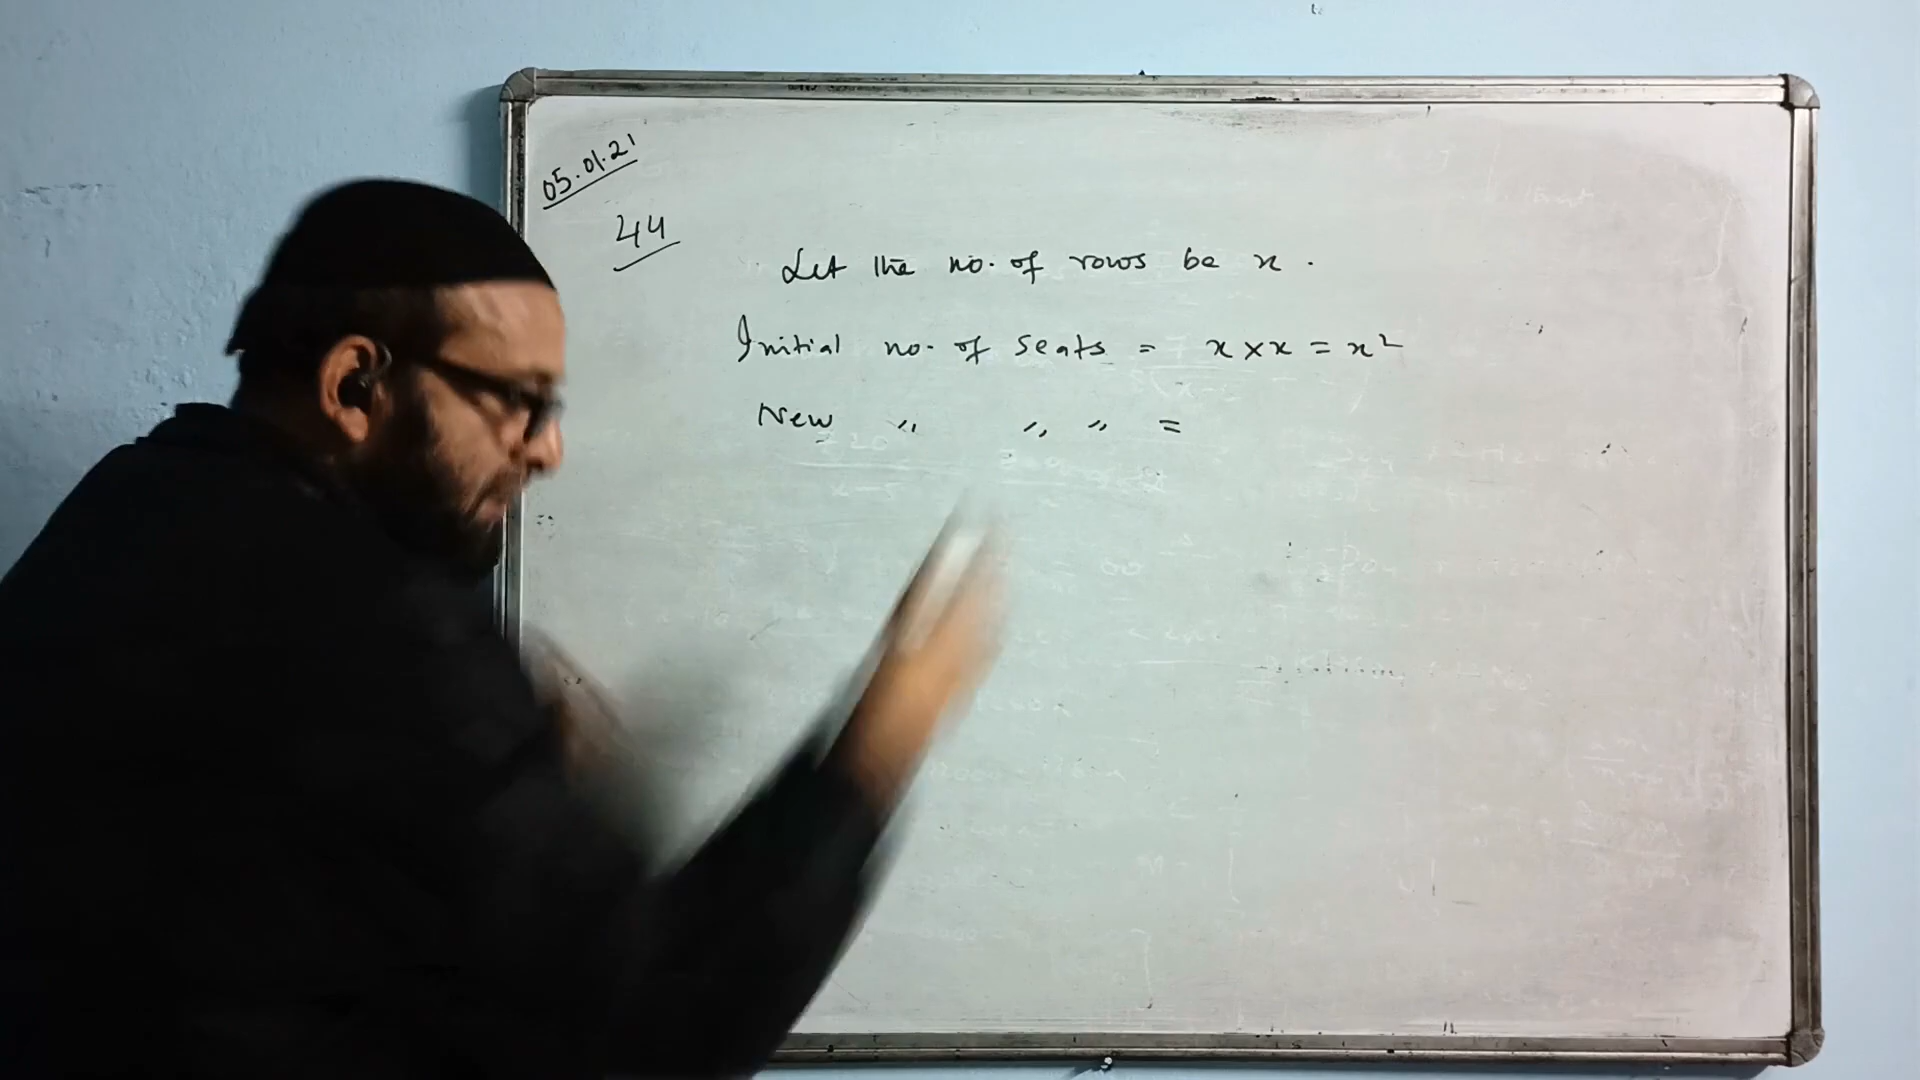 05.01.21
44
Let the no. of rows be x.
Initial no. of seats = x × x = x²
New " " " =